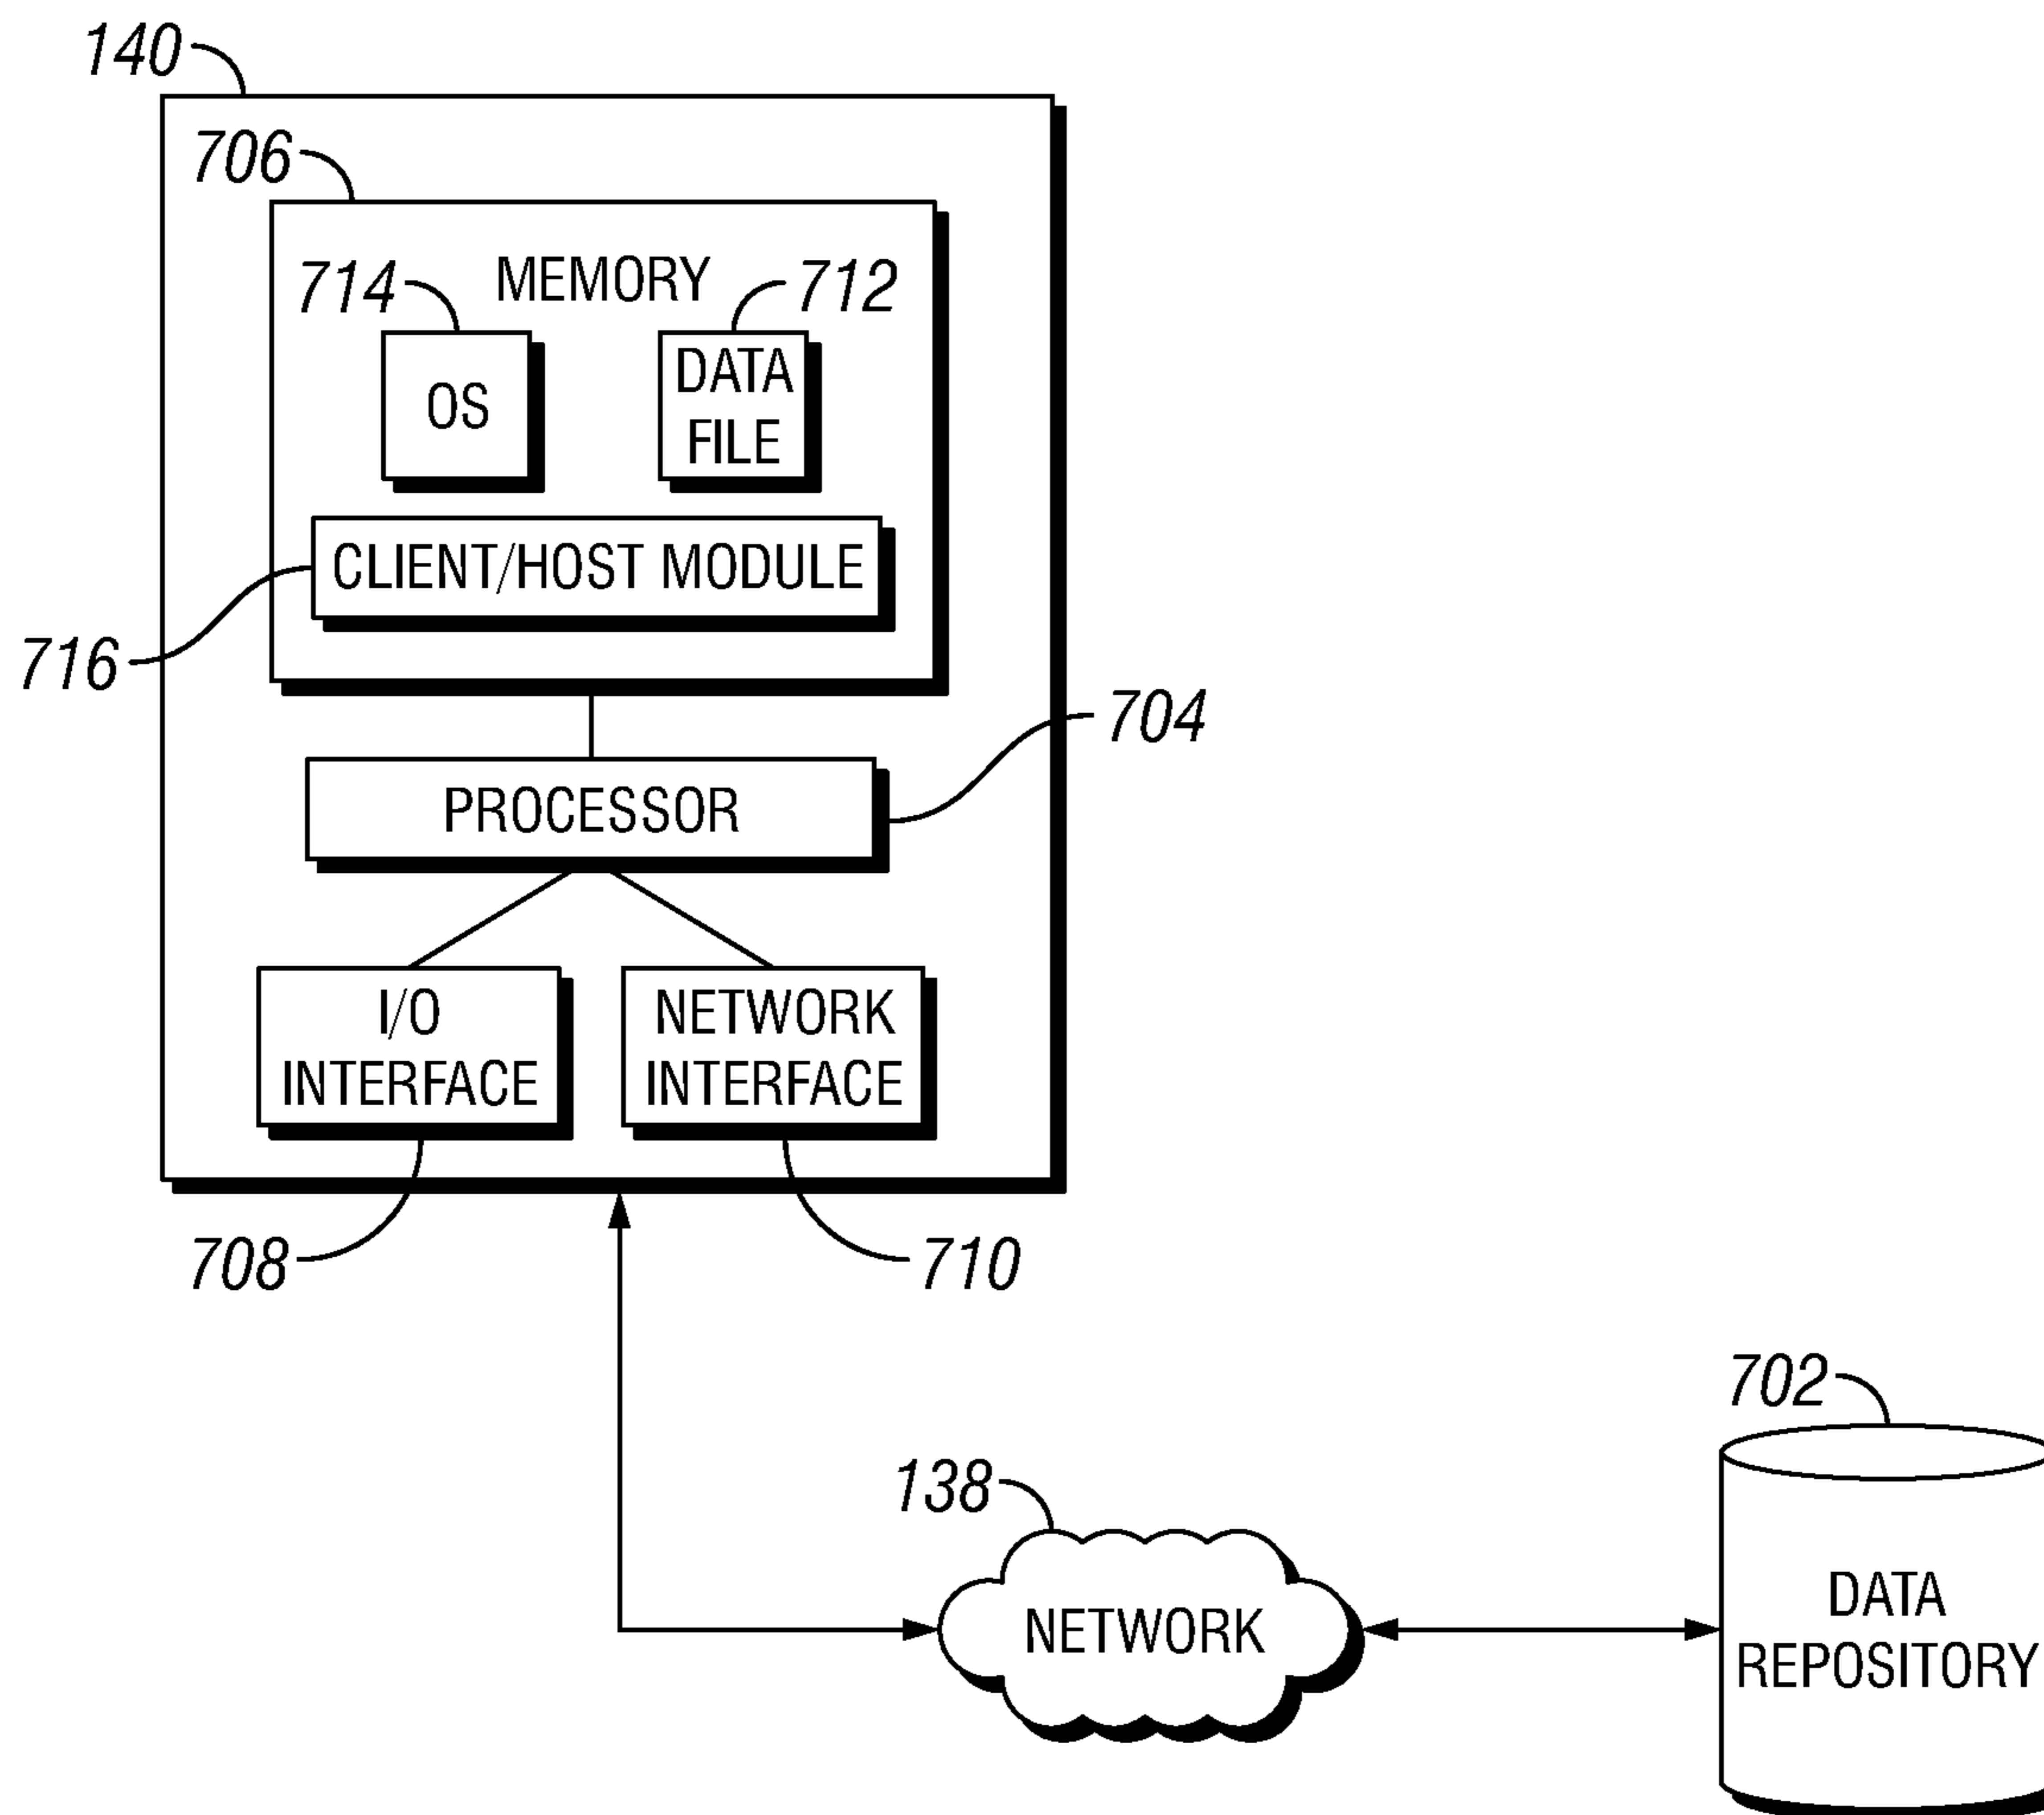 140
706
714
MEMORY
712
OS
DATA
FILE
CLIENT/HOST MODULE
716
704
PROCESSOR
I/O
INTERFACE
NETWORK
INTERFACE
708
710
702
138
NETWORK
DATA
REPOSITORY